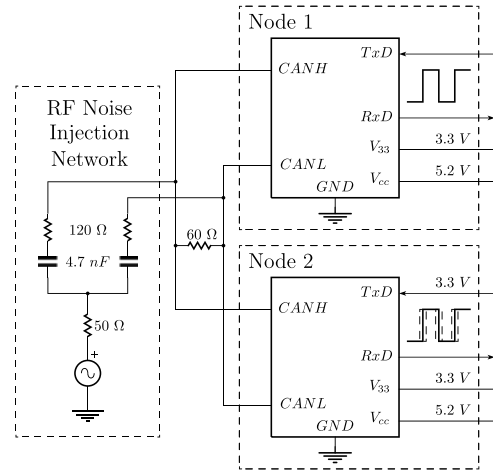 Node 1
TxD
CANH
RxD
CANL
V33
3.3 V
Vcc
5.2 V
GND
RF Noise
Injection
Network
120 Ω
4.7 nF
50 Ω
+
60 Ω
Node 2
TxD
3.3 V
CANH
RxD
V33
3.3 V
CANL
Vcc
5.2 V
GND